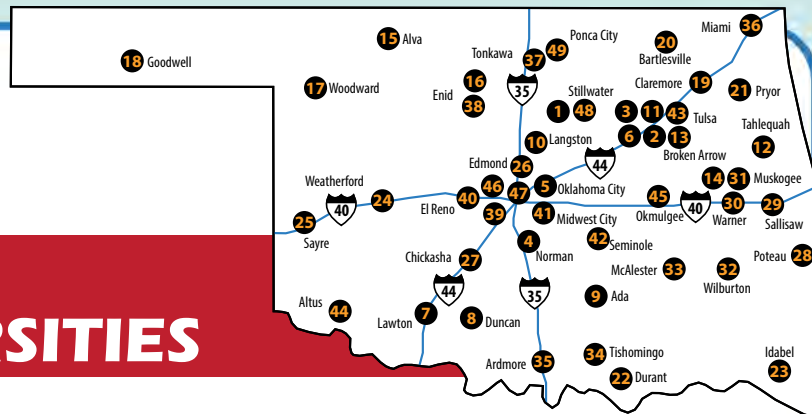 36
Miami
15 Alva
20
Bartlesville
49 Ponca City
Tonkawa
37
18 Goodwell
16
Enid
38
35
17 Woodward
Claremore
19
21 Pryor
Stillwater
1 48
3 11 43
Tulsa
6 2 13
Broken Arrow
Tahlequah
12
10 Langston
44
Edmond
26
Weatherford
24
46
47
5 Oklahoma City
14 31 Muskogee
40
25
Sayre
El Reno
40
39
41
Midwest City
45
Okmulgee
40
30
Warner
29
Sallisaw
4
Norman
42
Seminole
Chickasha
27
McAlester
33
32
Wilburton
Poteau
28
44
35
9 Ada
Altus
44
Lawton
7
8 Duncan
RSITIES
Ardmore
35
34 Tishomingo
22 Durant
Idabel
23